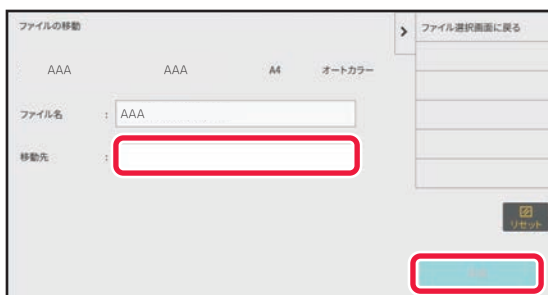 ファイルの移動
ファイル選択画面に戻る
AAA AAA A4 オートカラー
ファイル名 : AAA
移動先 :
リセット